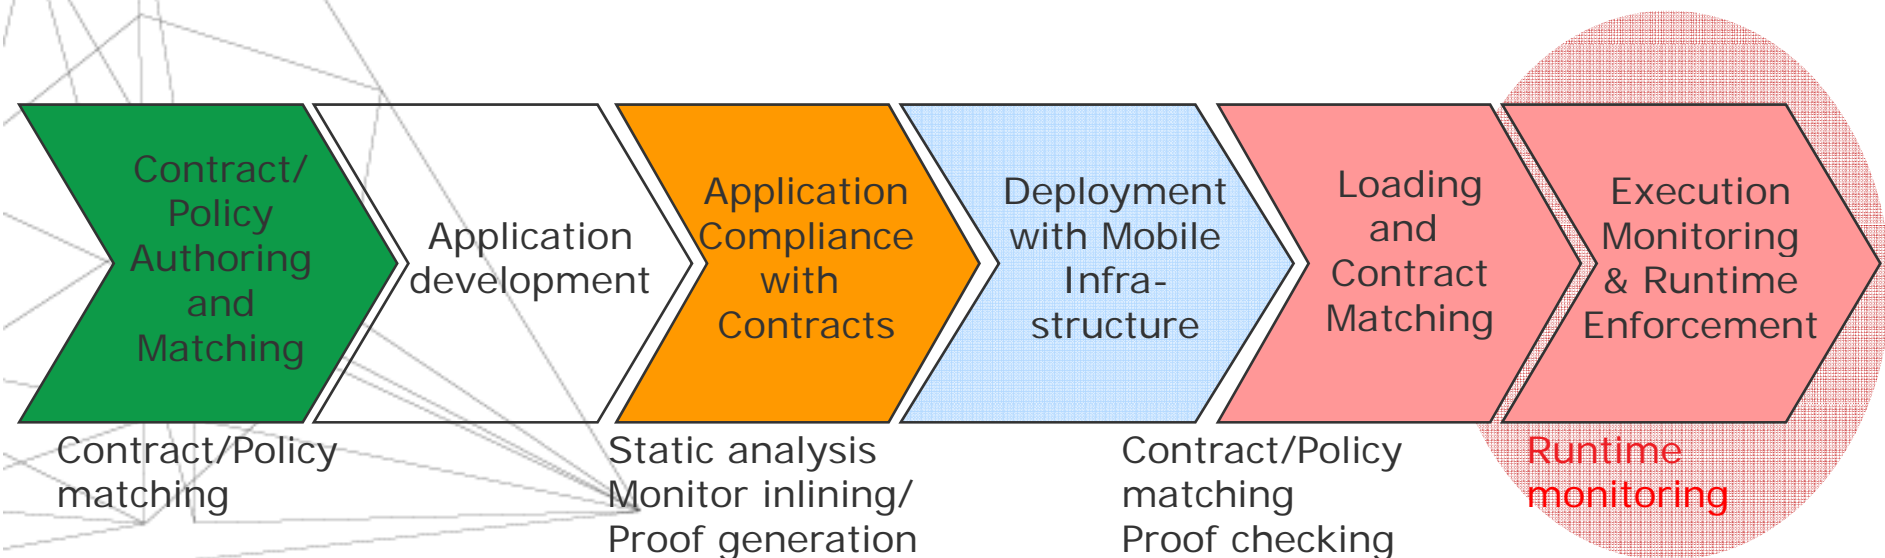 Contract/
Policy
Authoring
and
Matching
Application
development
Application
Compliance
with
Contracts
Deployment
with Mobile
Infra-
structure
Loading
and
Contract
Matching
Execution
Monitoring
& Runtime
Enforcement
Contract/Policy
matching
Static analysis
Monitor inlining/
Proof generation
Contract/Policy
matching
Proof checking
Runtime
monitoring